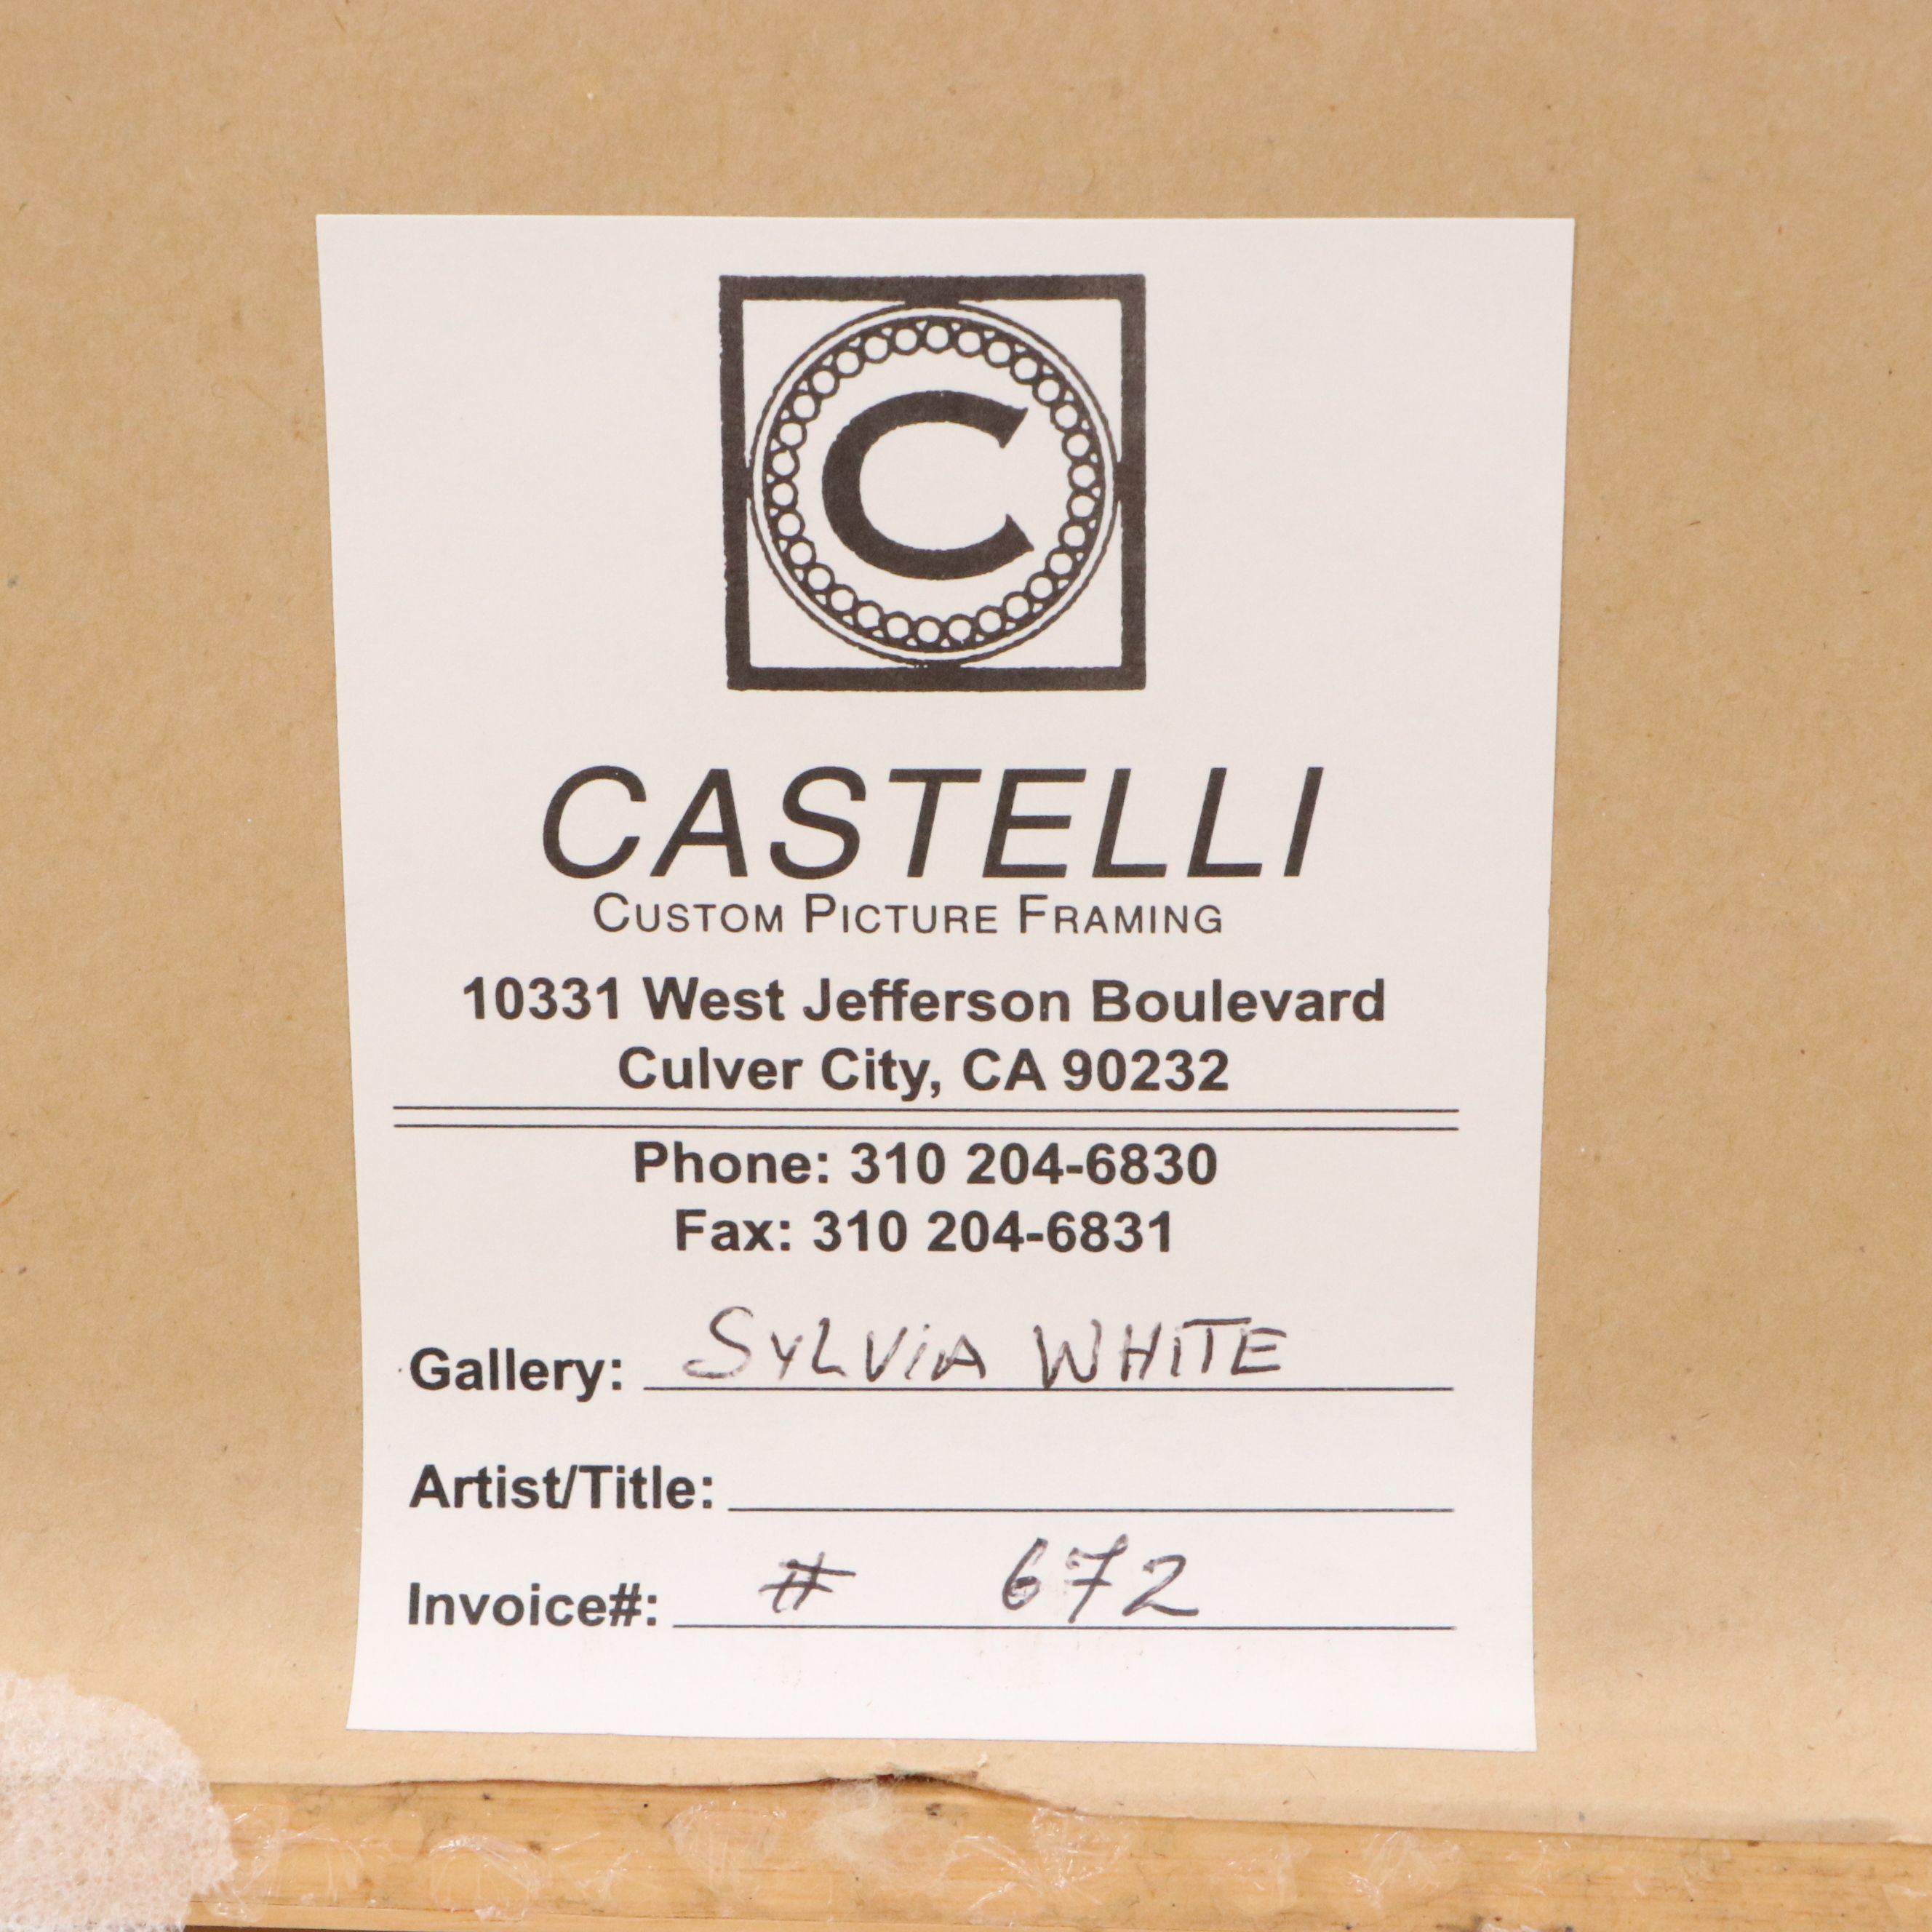 C
CASTELLI
CUSTOM PICTURE FRAMING
10331 West Jefferson Boulevard
Culver City, CA 90232
Phone: 310 204-6830
Fax: 310 204-6831
Gallery: SYLViA WHiTE
Artist/Title:
Invoice#: # 672